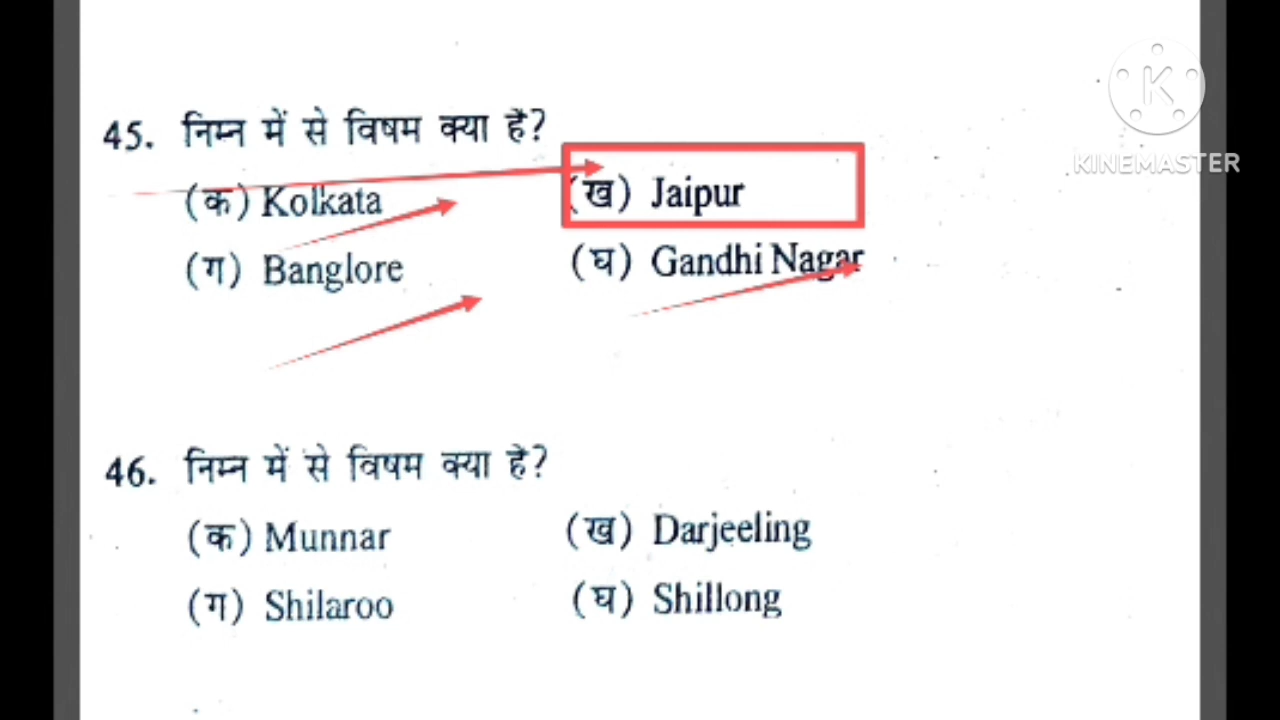 KINEMASTER
45. निम्न में से विषम क्या है?
(क) Kolkata (ख) Jaipur
(ग) Banglore (घ) Gandhi Nagar
46. निम्न में से विषम क्या है?
(क) Munnar (ख) Darjeeling
(ग) Shilaroo (घ) Shillong